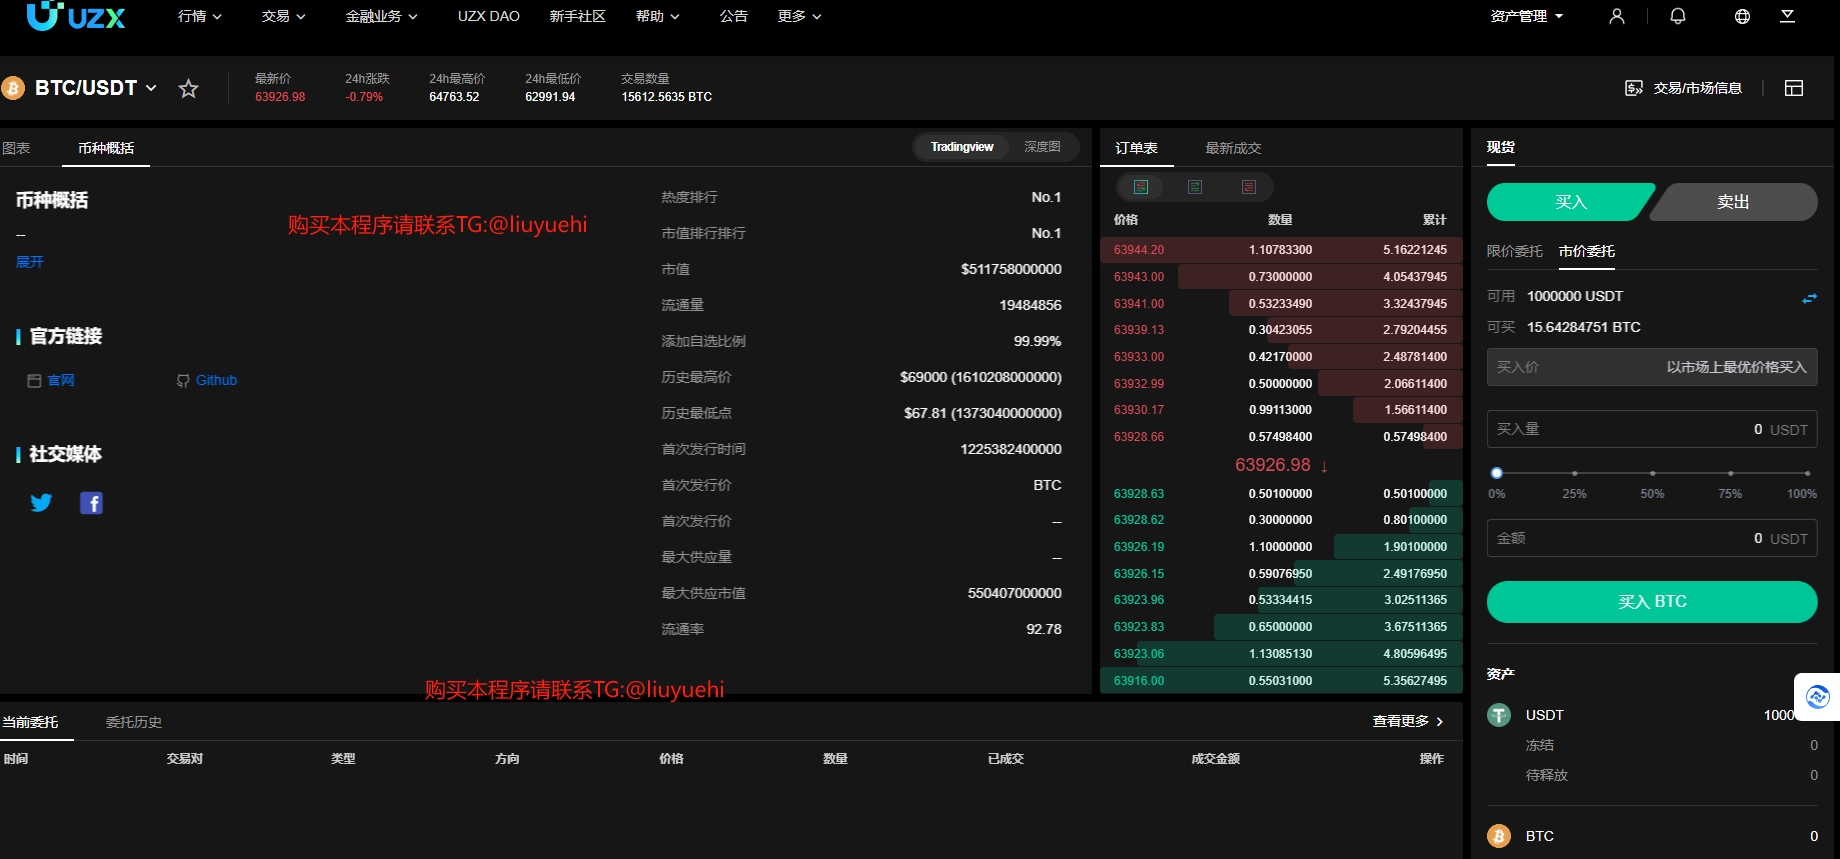 UZX 行情 交易 金融业务 UZX DAO 新手社区 帮助 公告 更多 资产管理
BTC/USDT
最新价 24h涨跌 24h最高价 24h最低价 交易数量
63926.98 -0.79% 64763.52 62991.94 15612.5635 BTC
交易/市场信息
图表 币种概括 Tradingview 深度图
币种概括
--
展开
购买本程序请联系TG:@liuyuehi
官方链接
官网 Github
社交媒体
热度排行 No.1
市值排行排行 No.1
市值 $511758000000
流通量 19484856
添加自选比例 99.99%
历史最高价 $69000 (1610208000000)
历史最低点 $67.81 (1373040000000)
首次发行时间 1225382400000
首次发行价 BTC
首次发行价 --
最大供应量 --
最大供应市值 550407000000
流通率 92.78
购买本程序请联系TG:@liuyuehi
订单表 最新成交
价格 数量 累计
63944.20 1.10783300 5.16221245
63943.00 0.73000000 4.05437945
63941.00 0.53233490 3.32437945
63939.13 0.30423055 2.79204455
63933.00 0.42170000 2.48781400
63932.99 0.50000000 2.06611400
63930.17 0.99113000 1.56611400
63928.66 0.57498400 0.57498400
63926.98 ↓
63928.63 0.50100000 0.50100000
63928.62 0.30000000 0.80100000
63926.19 1.10000000 1.90100000
63926.15 0.59076950 2.49176950
63923.96 0.53334415 3.02511365
63923.83 0.65000000 3.67511365
63923.06 1.13085130 4.80596495
63916.00 0.55031000 5.35627495
现货
买入 卖出
限价委托 市价委托
可用 1000000 USDT
可买 15.64284751 BTC
买入价 以市场上最优价格买入
买入量 0 USDT
0% 25% 50% 75% 100%
金额 0 USDT
买入 BTC
资产
USDT 1000
冻结 0
待释放 0
BTC 0
当前委托 委托历史 查看更多
时间 交易对 类型 方向 价格 数量 已成交 成交金额 操作